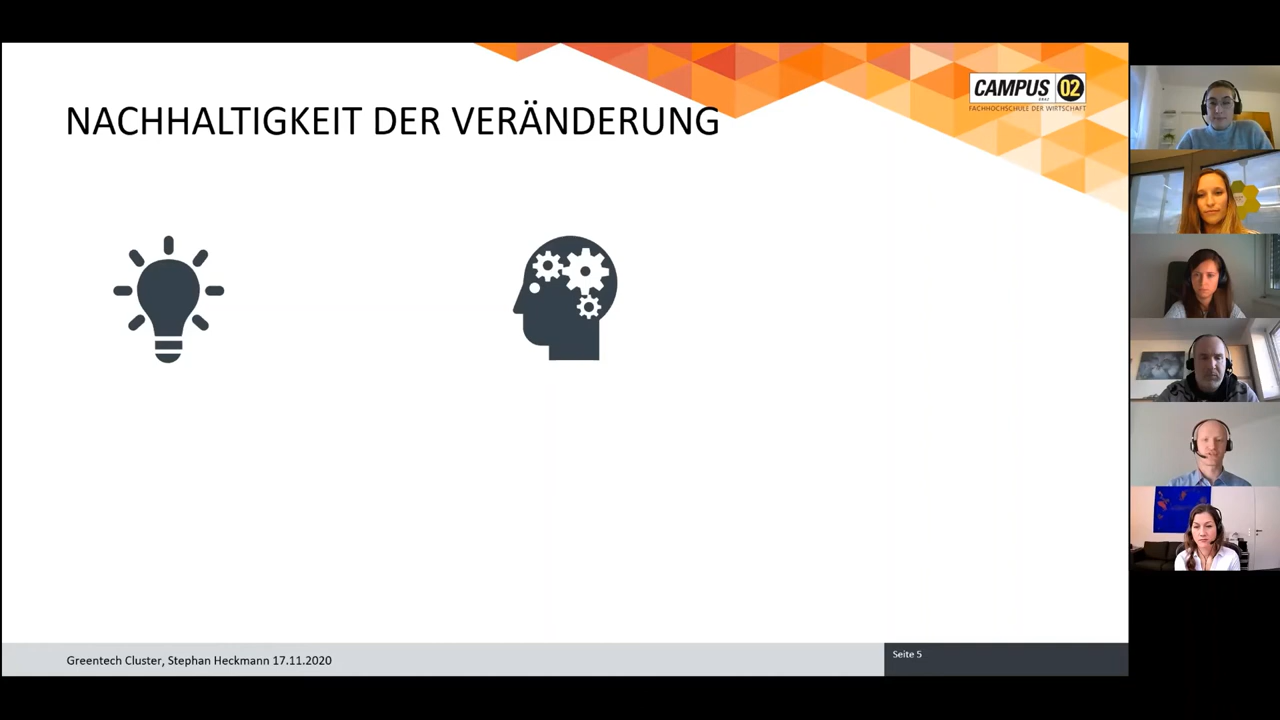 NACHHALTIGKEIT DER VERÄNDERUNG
CAMPUS 02
FACHHOCHSCHULE DER WIRTSCHAFT
Greentech Cluster, Stephan Heckmann 17.11.2020
Seite 5